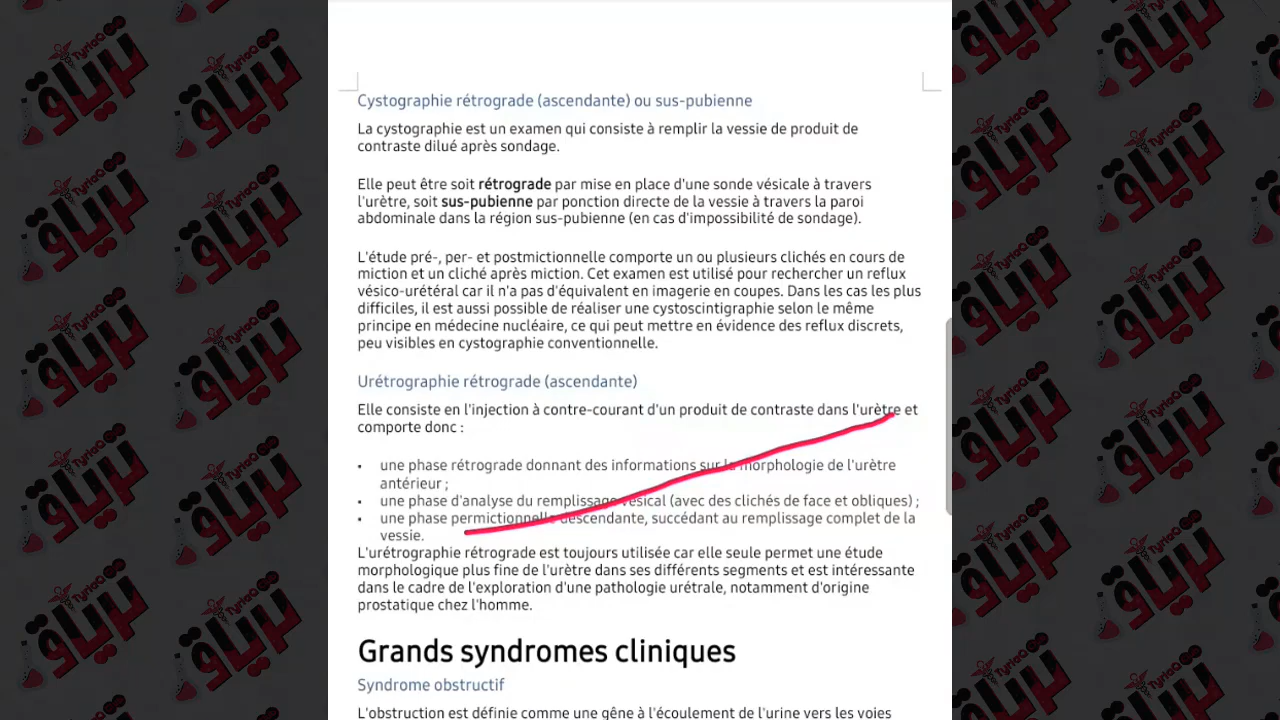 Cystographie rétrograde (ascendante) ou sus-pubienne
La cystographie est un examen qui consiste à remplir la vessie de produit de
contraste dilué après sondage.
Elle peut être soit rétrograde par mise en place d'une sonde vésicale à travers
l'urètre, soit sus-pubienne par ponction directe de la vessie à travers la paroi
abdominale dans la région sus-pubienne (en cas d'impossibilité de sondage).
L'étude pré-, per- et postmictionnelle comporte un ou plusieurs clichés en cours de
miction et un cliché après miction. Cet examen est utilisé pour rechercher un reflux
vésico-urétéral car il n'a pas d'équivalent en imagerie en coupes. Dans les cas les plus
difficiles, il est aussi possible de réaliser une cystoscintigraphie selon le même
principe en médecine nucléaire, ce qui peut mettre en évidence des reflux discrets,
peu visibles en cystographie conventionnelle.
Urétrographie rétrograde (ascendante)
Elle consiste en l'injection à contre-courant d'un produit de contraste dans l'urètre et
comporte donc :
▪ une phase rétrograde donnant des informations sur la morphologie de l'urètre
antérieur ;
▪ une phase d'analyse du remplissage vésical (avec des clichés de face et obliques) ;
▪ une phase permictionnelle descendante, succédant au remplissage complet de la
vessie.
L'urétrographie rétrograde est toujours utilisée car elle seule permet une étude
morphologique plus fine de l'urètre dans ses différents segments et est intéressante
dans le cadre de l'exploration d'une pathologie urétrale, notamment d'origine
prostatique chez l'homme.
Grands syndromes cliniques
Syndrome obstructif
L'obstruction est définie comme une gêne à l'écoulement de l'urine vers les voies
ترياق
TyriaQ